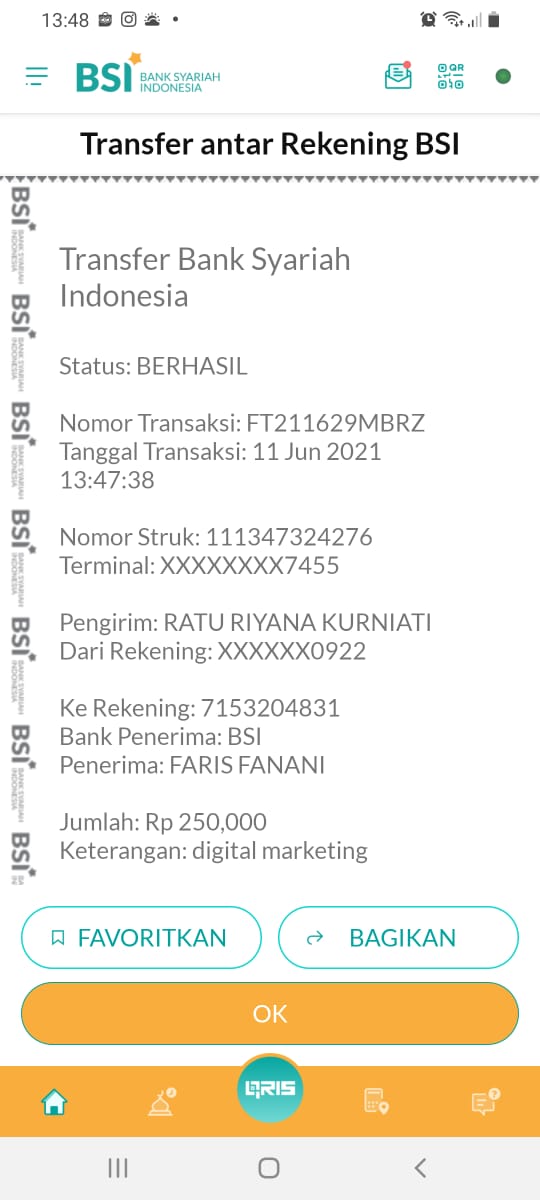 13:48
BSI BANK SYARIAH
INDONESIA
QR
Transfer antar Rekening BSI
BSI BANK SYARIAH INDONESIA
BSI BANK SYARIAH INDONESIA
BSI BANK SYARIAH INDONESIA
BSI BANK SYARIAH INDONESIA
BSI BANK SYARIAH INDONESIA
BSI BANK SYARIAH INDONESIA
BSI BA IN
Transfer Bank Syariah
Indonesia
Status: BERHASIL
Nomor Transaksi: FT211629MBRZ
Tanggal Transaksi: 11 Jun 2021
13:47:38
Nomor Struk: 111347324276
Terminal: XXXXXXXX7455
Pengirim: RATU RIYANA KURNIATI
Dari Rekening: XXXXXX0922
Ke Rekening: 7153204831
Bank Penerima: BSI
Penerima: FARIS FANANI
Jumlah: Rp 250,000
Keterangan: digital marketing
FAVORITKAN
BAGIKAN
OK
QRIS